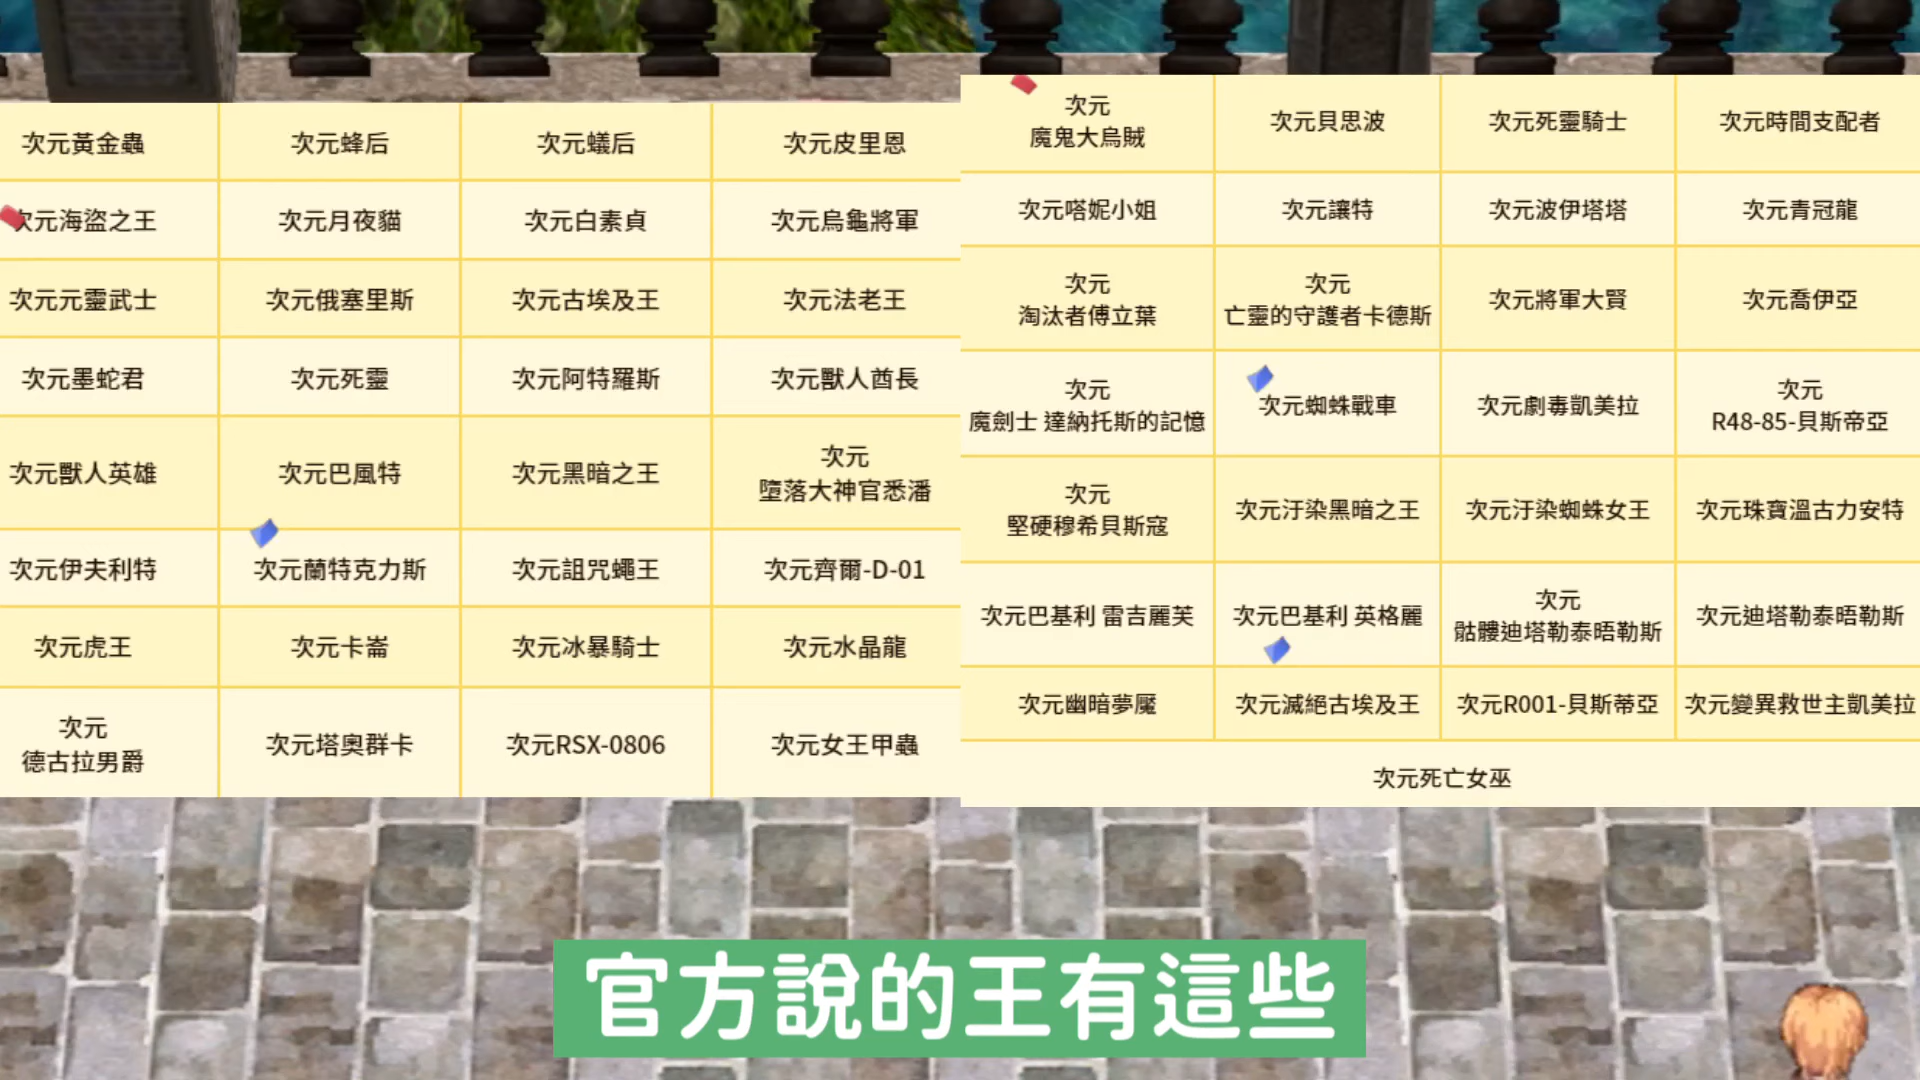 次元黃金蟲
次元蜂后
次元蟻后
次元皮里恩
次元海盜之王
次元月夜貓
次元白素貞
次元烏龜將軍
次元元靈武士
次元俄塞里斯
次元古埃及王
次元法老王
次元墨蛇君
次元死靈
次元阿特羅斯
次元獸人酋長
次元獸人英雄
次元巴風特
次元黑暗之王
次元
墮落大神官悉潘
次元伊夫利特
次元蘭特克力斯
次元詛咒蠅王
次元齊爾-D-01
次元虎王
次元卡崙
次元冰暴騎士
次元水晶龍
次元
德古拉男爵
次元塔奧群卡
次元RSX-0806
次元女王甲蟲
次元
魔鬼大烏賊
次元貝思波
次元死靈騎士
次元時間支配者
次元嗒妮小姐
次元讓特
次元波伊塔塔
次元青冠龍
次元
淘汰者傅立葉
次元
亡靈的守護者卡德斯
次元將軍大賢
次元喬伊亞
次元
魔劍士 達納托斯的記憶
次元蜘蛛戰車
次元劇毒凱美拉
次元
R48-85-貝斯帝亞
次元
堅硬穆希貝斯寇
次元汙染黑暗之王
次元汙染蜘蛛女王
次元珠寶溫古力安特
次元巴基利 雷吉麗芙
次元巴基利 英格麗
次元
骷髏迪塔勒泰晤勒斯
次元迪塔勒泰晤勒斯
次元幽暗夢魘
次元滅絕古埃及王
次元R001-貝斯蒂亞
次元變異救世主凱美拉
次元死亡女巫
官方說的王有這些